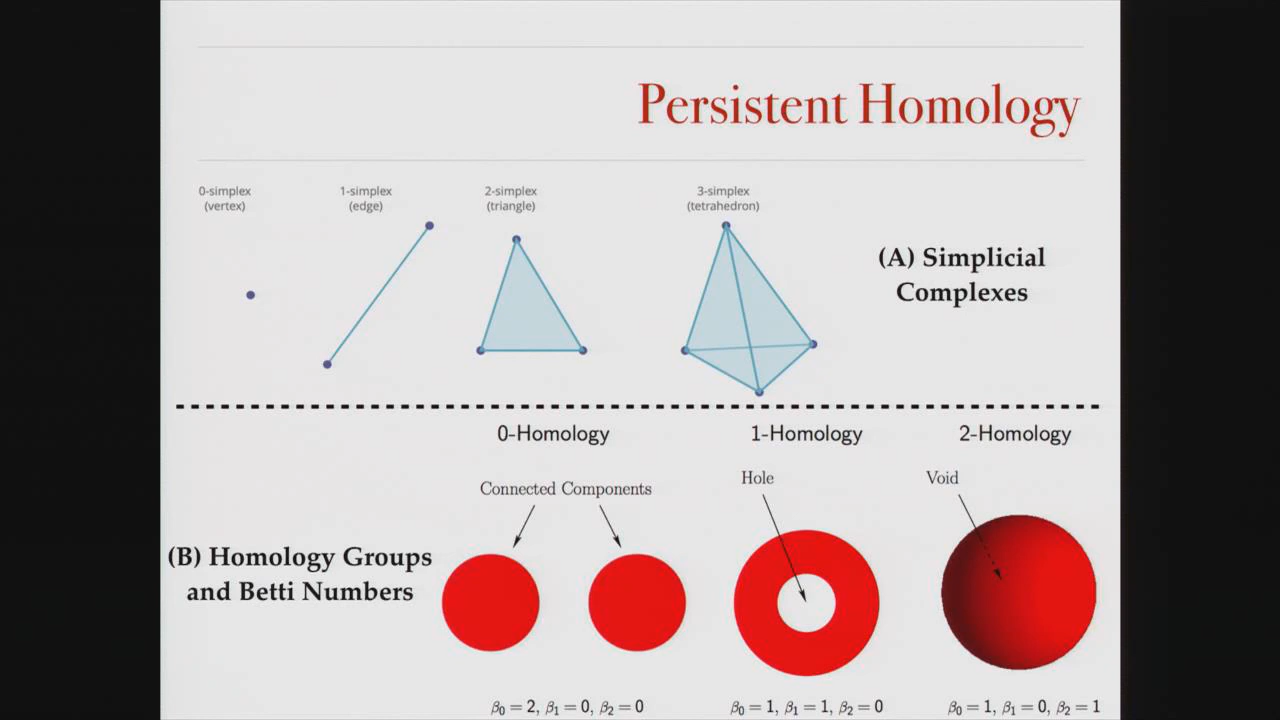 Persistent Homology
0-simplex
(vertex)
1-simplex
(edge)
2-simplex
(triangle)
3-simplex
(tetrahedron)
(A) Simplicial
Complexes
0-Homology
1-Homology
2-Homology
Connected Components
Hole
Void
(B) Homology Groups
and Betti Numbers
β₀ = 2, β₁ = 0, β₂ = 0
β₀ = 1, β₁ = 1, β₂ = 0
β₀ = 1, β₁ = 0, β₂ = 1